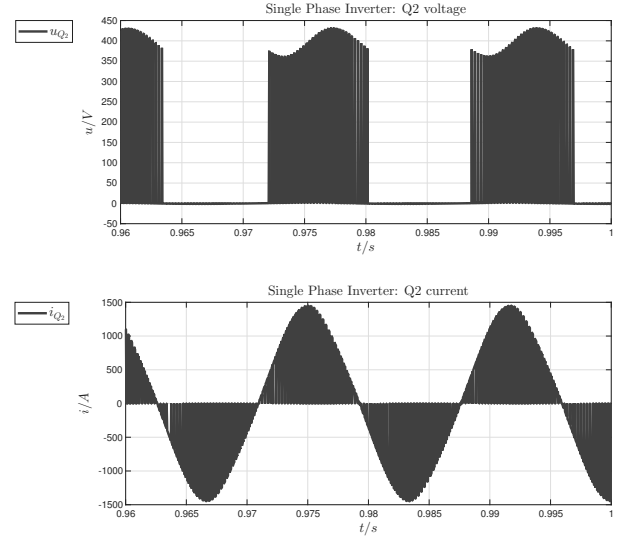 Single Phase Inverter: Q2 voltage
u_{Q_2}
u/V
450
400
350
300
250
200
150
100
50
0
-50
0.96 0.965 0.97 0.975 0.98 0.985 0.99 0.995 1
t/s
Single Phase Inverter: Q2 current
i_{Q_2}
i/A
1500
1000
500
0
-500
-1000
-1500
0.96 0.965 0.97 0.975 0.98 0.985 0.99 0.995 1
t/s